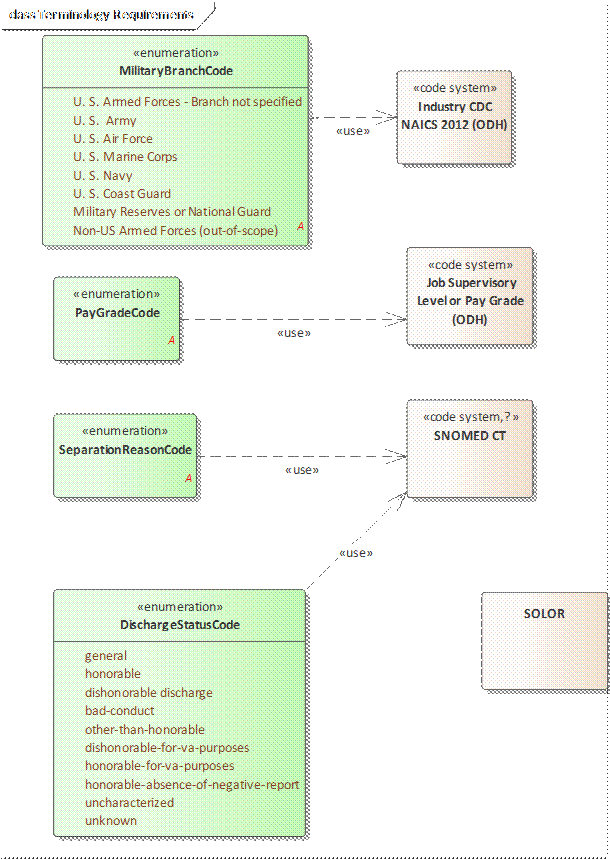 class Terminology Requirements
«enumeration»
MilitaryBranchCode
U. S. Armed Forces - Branch not specified
U. S.  Army
U. S. Air Force
U. S. Marine Corps
U. S. Navy
U. S. Coast Guard
Military Reserves or National Guard
Non-US Armed Forces (out-of-scope)
A
«use»
«code system»
Industry CDC
NAICS 2012 (ODH)
«enumeration»
PayGradeCode
A
«use»
«code system»
Job Supervisory
Level or Pay Grade
(ODH)
«enumeration»
SeparationReasonCode
A
«use»
«code system,? »
SNOMED CT
«use»
«enumeration»
DischargeStatusCode
general
honorable
dishonorable discharge
bad-conduct
other-than-honorable
dishonorable-for-va-purposes
honorable-for-va-purposes
honorable-absence-of-negative-report
uncharacterized
unknown
SOLOR